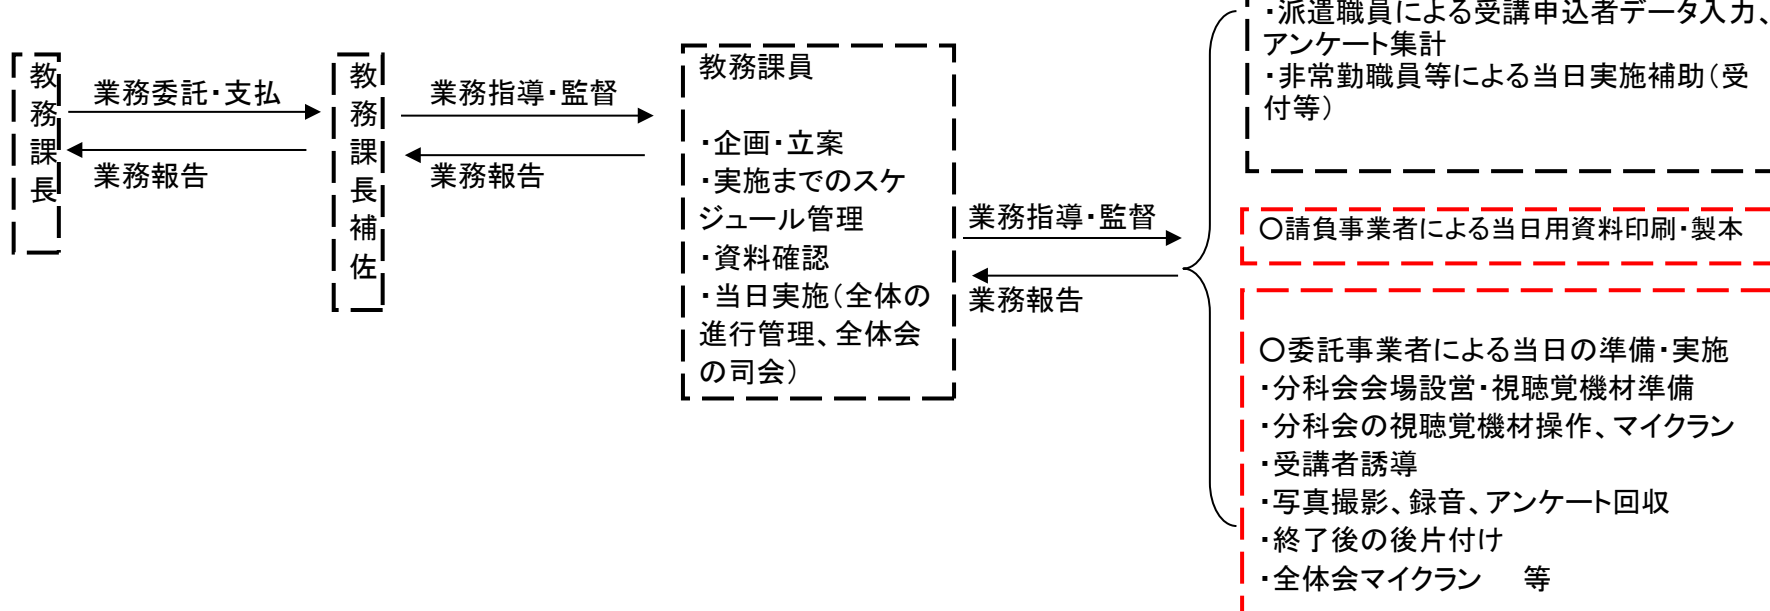 教務課長
業務委託・支払
業務報告
教務課長補佐
業務指導・監督
業務報告
教務課員
・企画・立案
・実施までのスケ
ジュール管理
・資料確認
・当日実施（全体の
進行管理、全体会
の司会）
業務指導・監督
業務報告
・派遣職員による受講申込者データ入力、
アンケート集計
・非常勤職員等による当日実施補助（受
付等）
○請負事業者による当日用資料印刷・製本
○委託事業者による当日の準備・実施
・分科会会場設営・視聴覚機材準備
・分科会の視聴覚機材操作、マイクラン
・受講者誘導
・写真撮影、録音、アンケート回収
・終了後の後片付け
・全体会マイクラン　等